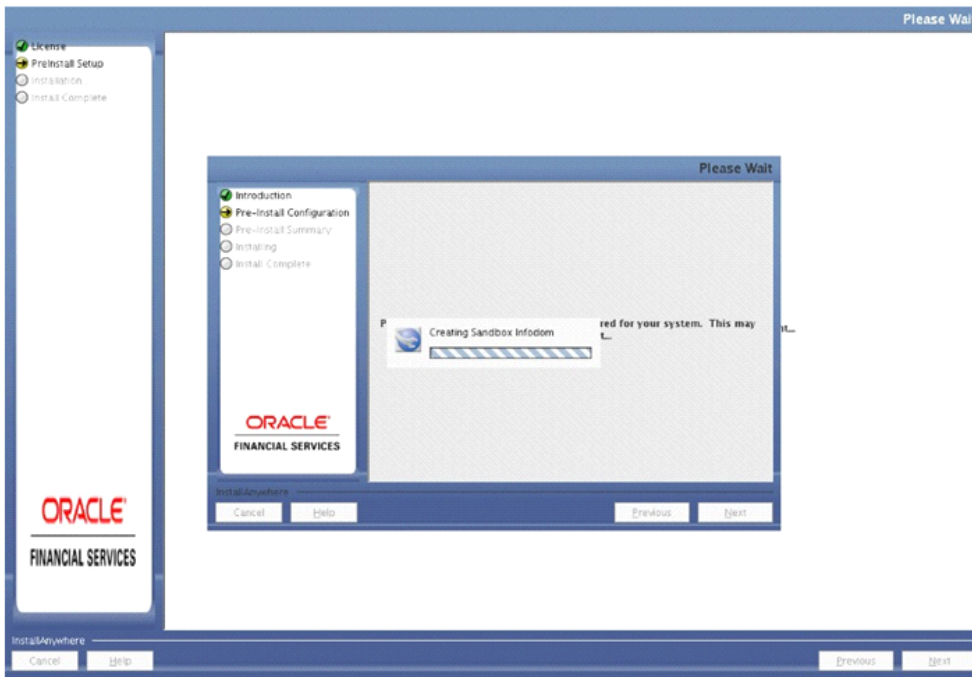 Please Wai
License
PreInstall Setup
Installation
Install Complete
Please Wait
Introduction
Pre-Install Configuration
Pre-Install Summary
Installing
Install Complete
P
red for your system. This may
t...
nt...
Creating Sandbox Infodom
ORACLE
FINANCIAL SERVICES
InstallAnywhere
Cancel
Help
Previous
Next
ORACLE
FINANCIAL SERVICES
InstallAnywhere
Cancel
Help
Previous
Next